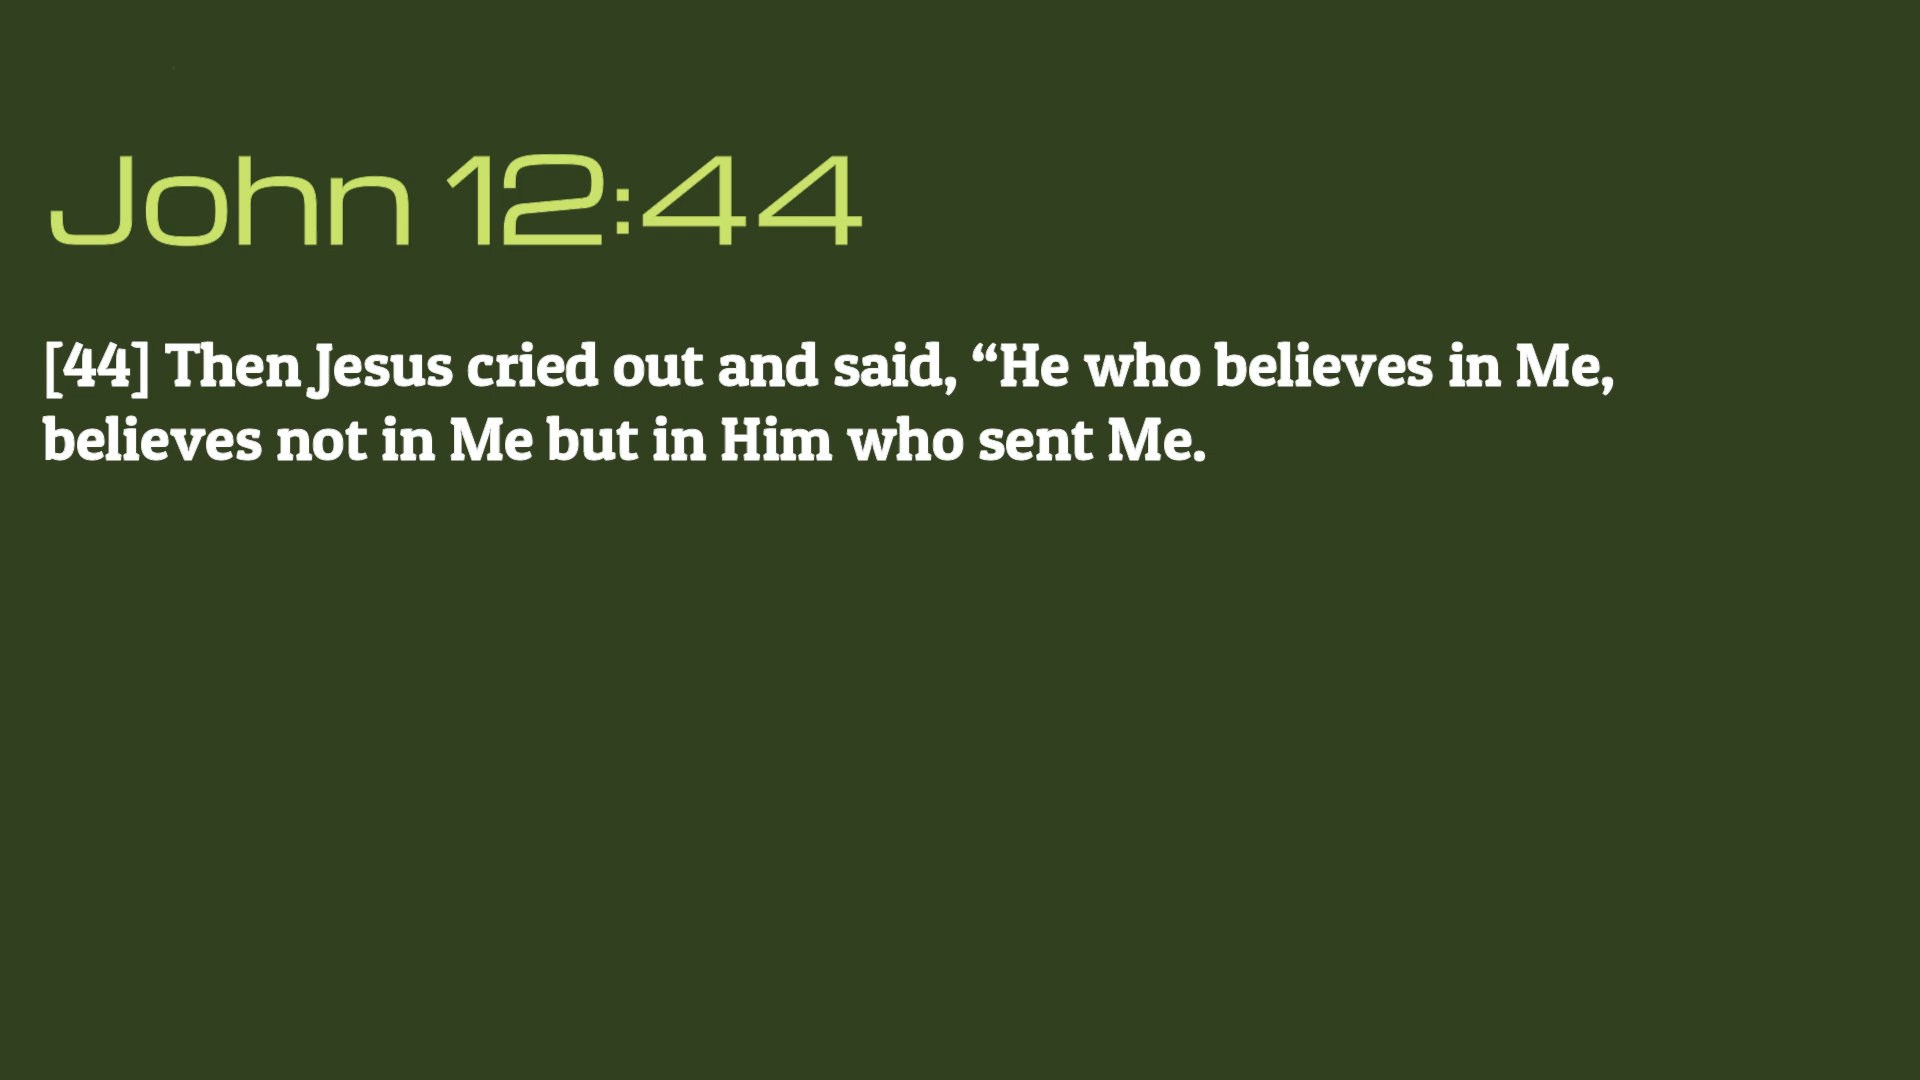 John 12:44
[44] Then Jesus cried out and said, “He who believes in Me,
believes not in Me but in Him who sent Me.